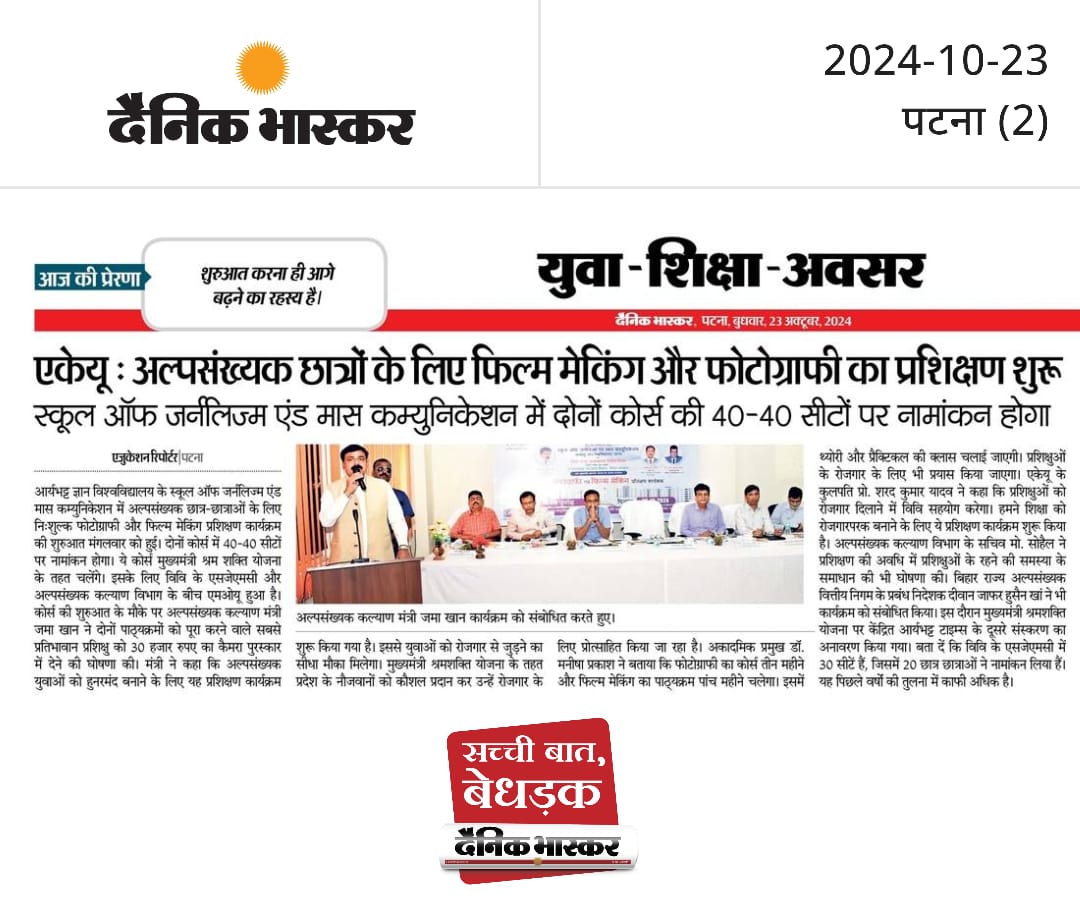 दैनिक भास्कर
2024-10-23
पटना (2)
आज की प्रेरणा
शुरुआत करना ही आगे
बढ़ने का रहस्य है।
युवा-शिक्षा-अवसर
दैनिक भास्कर, पटना, बुधवार, 23 अक्टूबर, 2024
एकेयू : अल्पसंख्यक छात्रों के लिए फिल्म मेकिंग और फोटोग्राफी का प्रशिक्षण शुरू
स्कूल ऑफ जर्नलिज्म एंड मास कम्युनिकेशन में दोनों कोर्स की 40-40 सीटों पर नामांकन होगा
एजुकेशन रिपोर्टर|पटना
आर्यभट्ट ज्ञान विश्वविद्यालय के स्कूल ऑफ जर्नलिज्म एंड
मास कम्युनिकेशन में अल्पसंख्यक छात्र-छात्राओं के लिए
निःशुल्क फोटोग्राफी और फिल्म मेकिंग प्रशिक्षण कार्यक्रम
की शुरुआत मंगलवार को हुई। दोनों कोर्स में 40-40 सीटों
पर नामांकन होगा। ये कोर्स मुख्यमंत्री श्रम शक्ति योजना
के तहत चलेंगे। इसके लिए विवि के एसजेएमसी और
अल्पसंख्यक कल्याण विभाग के बीच एमओयू हुआ है।
कोर्स की शुरुआत के मौके पर अल्पसंख्यक कल्याण मंत्री
जमा खान ने दोनों पाठ्यक्रमों को पूरा करने वाले सबसे
प्रतिभावान प्रशिक्षु को 30 हजार रुपए का कैमरा पुरस्कार
में देने की घोषणा की। मंत्री ने कहा कि अल्पसंख्यक
युवाओं को हुनरमंद बनाने के लिए यह प्रशिक्षण कार्यक्रम
अल्पसंख्यक कल्याण मंत्री जमा खान कार्यक्रम को संबोधित करते हुए।
शुरू किया गया है। इससे युवाओं को रोजगार से जुड़ने का
सीधा मौका मिलेगा। मुख्यमंत्री श्रमशक्ति योजना के तहत
प्रदेश के नौजवानों को कौशल प्रदान कर उन्हें रोजगार के
लिए प्रोत्साहित किया जा रहा है। अकादमिक प्रमुख डॉ.
मनीषा प्रकाश ने बताया कि फोटोग्राफी का कोर्स तीन महीने
और फिल्म मेकिंग का पाठ्यक्रम पांच महीने चलेगा। इसमें
थ्योरी और प्रैक्टिकल की क्लास चलाई जाएगी। प्रशिक्षुओं
के रोजगार के लिए भी प्रयास किया जाएगा। एकेयू के
कुलपति प्रो. शरद कुमार यादव ने कहा कि प्रशिक्षुओं को
रोजगार दिलाने में विवि सहयोग करेगा। हमने शिक्षा को
रोजगारपरक बनाने के लिए ये प्रशिक्षण कार्यक्रम शुरू किया
है। अल्पसंख्यक कल्याण विभाग के सचिव मो. सोहैल ने
प्रशिक्षण की अवधि में प्रशिक्षुओं के रहने की समस्या के
समाधान की भी घोषणा की। बिहार राज्य अल्पसंख्यक
वित्तीय निगम के प्रबंध निदेशक दीवान जाफर हुसैन खां ने भी
कार्यक्रम को संबोधित किया। इस दौरान मुख्यमंत्री श्रमशक्ति
योजना पर केंद्रित आर्यभट्ट टाइम्स के दूसरे संस्करण का
अनावरण किया गया। बता दें कि विवि के एसजेएमसी में
30 सीटें हैं, जिसमें 20 छात्र छात्राओं ने नामांकन लिया हैं।
यह पिछले वर्षों की तुलना में काफी अधिक है।
सच्ची बात,
बेधड़क
दैनिक भास्कर